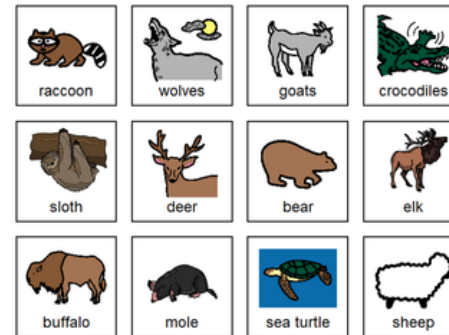 raccoon
wolves
goats
crocodiles
sloth
deer
bear
elk
buffalo
mole
sea turtle
sheep